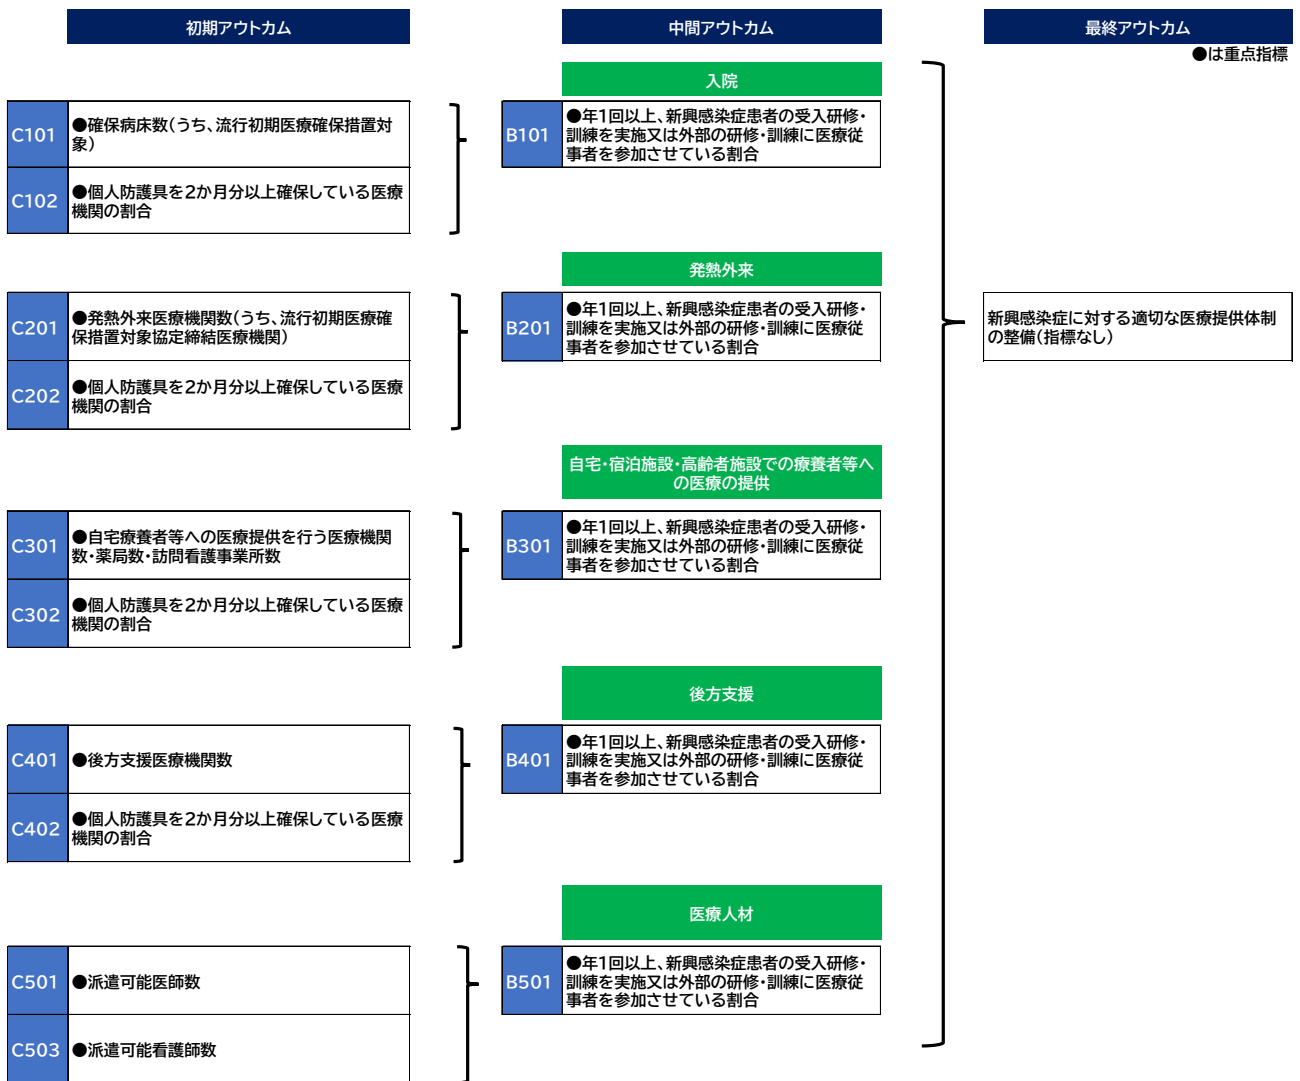 初期アウトカム
中間アウトカム
最終アウトカム
●は重点指標
入院
C101
●確保病床数(うち、流行初期医療確保措置対
象)
C102
●個人防護具を2か月分以上確保している医療
機関の割合
B101
●年1回以上、新興感染症患者の受入研修・
訓練を実施又は外部の研修・訓練に医療従
事者を参加させている割合
発熱外来
C201
●発熱外来医療機関数(うち、流行初期医療確
保措置対象協定締結医療機関)
C202
●個人防護具を2か月分以上確保している医療
機関の割合
B201
●年1回以上、新興感染症患者の受入研修・
訓練を実施又は外部の研修・訓練に医療従
事者を参加させている割合
新興感染症に対する適切な医療提供体制
の整備(指標なし)
自宅・宿泊施設・高齢者施設での療養者等へ
の医療の提供
C301
●自宅療養者等への医療提供を行う医療機関
数・薬局数・訪問看護事業所数
C302
●個人防護具を2か月分以上確保している医療
機関の割合
B301
●年1回以上、新興感染症患者の受入研修・
訓練を実施又は外部の研修・訓練に医療従
事者を参加させている割合
後方支援
C401
●後方支援医療機関数
C402
●個人防護具を2か月分以上確保している医療
機関の割合
B401
●年1回以上、新興感染症患者の受入研修・
訓練を実施又は外部の研修・訓練に医療従
事者を参加させている割合
医療人材
C501
●派遣可能医師数
C503
●派遣可能看護師数
B501
●年1回以上、新興感染症患者の受入研修・
訓練を実施又は外部の研修・訓練に医療従
事者を参加させている割合